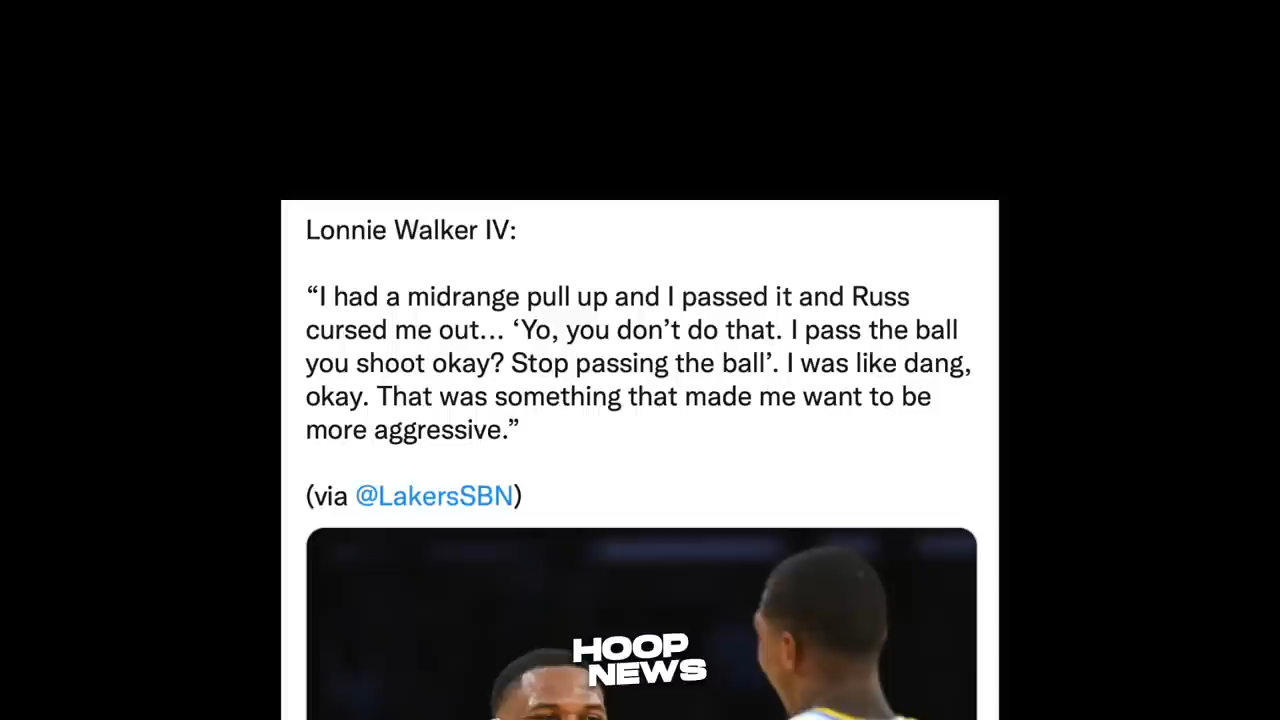 Lonnie Walker IV:
“I had a midrange pull up and I passed it and Russ
cursed me out... ‘Yo, you don’t do that. I pass the ball
you shoot okay? Stop passing the ball’. I was like dang,
okay. That was something that made me want to be
more aggressive.”
(via @LakersSBN)
HOOP
NEWS